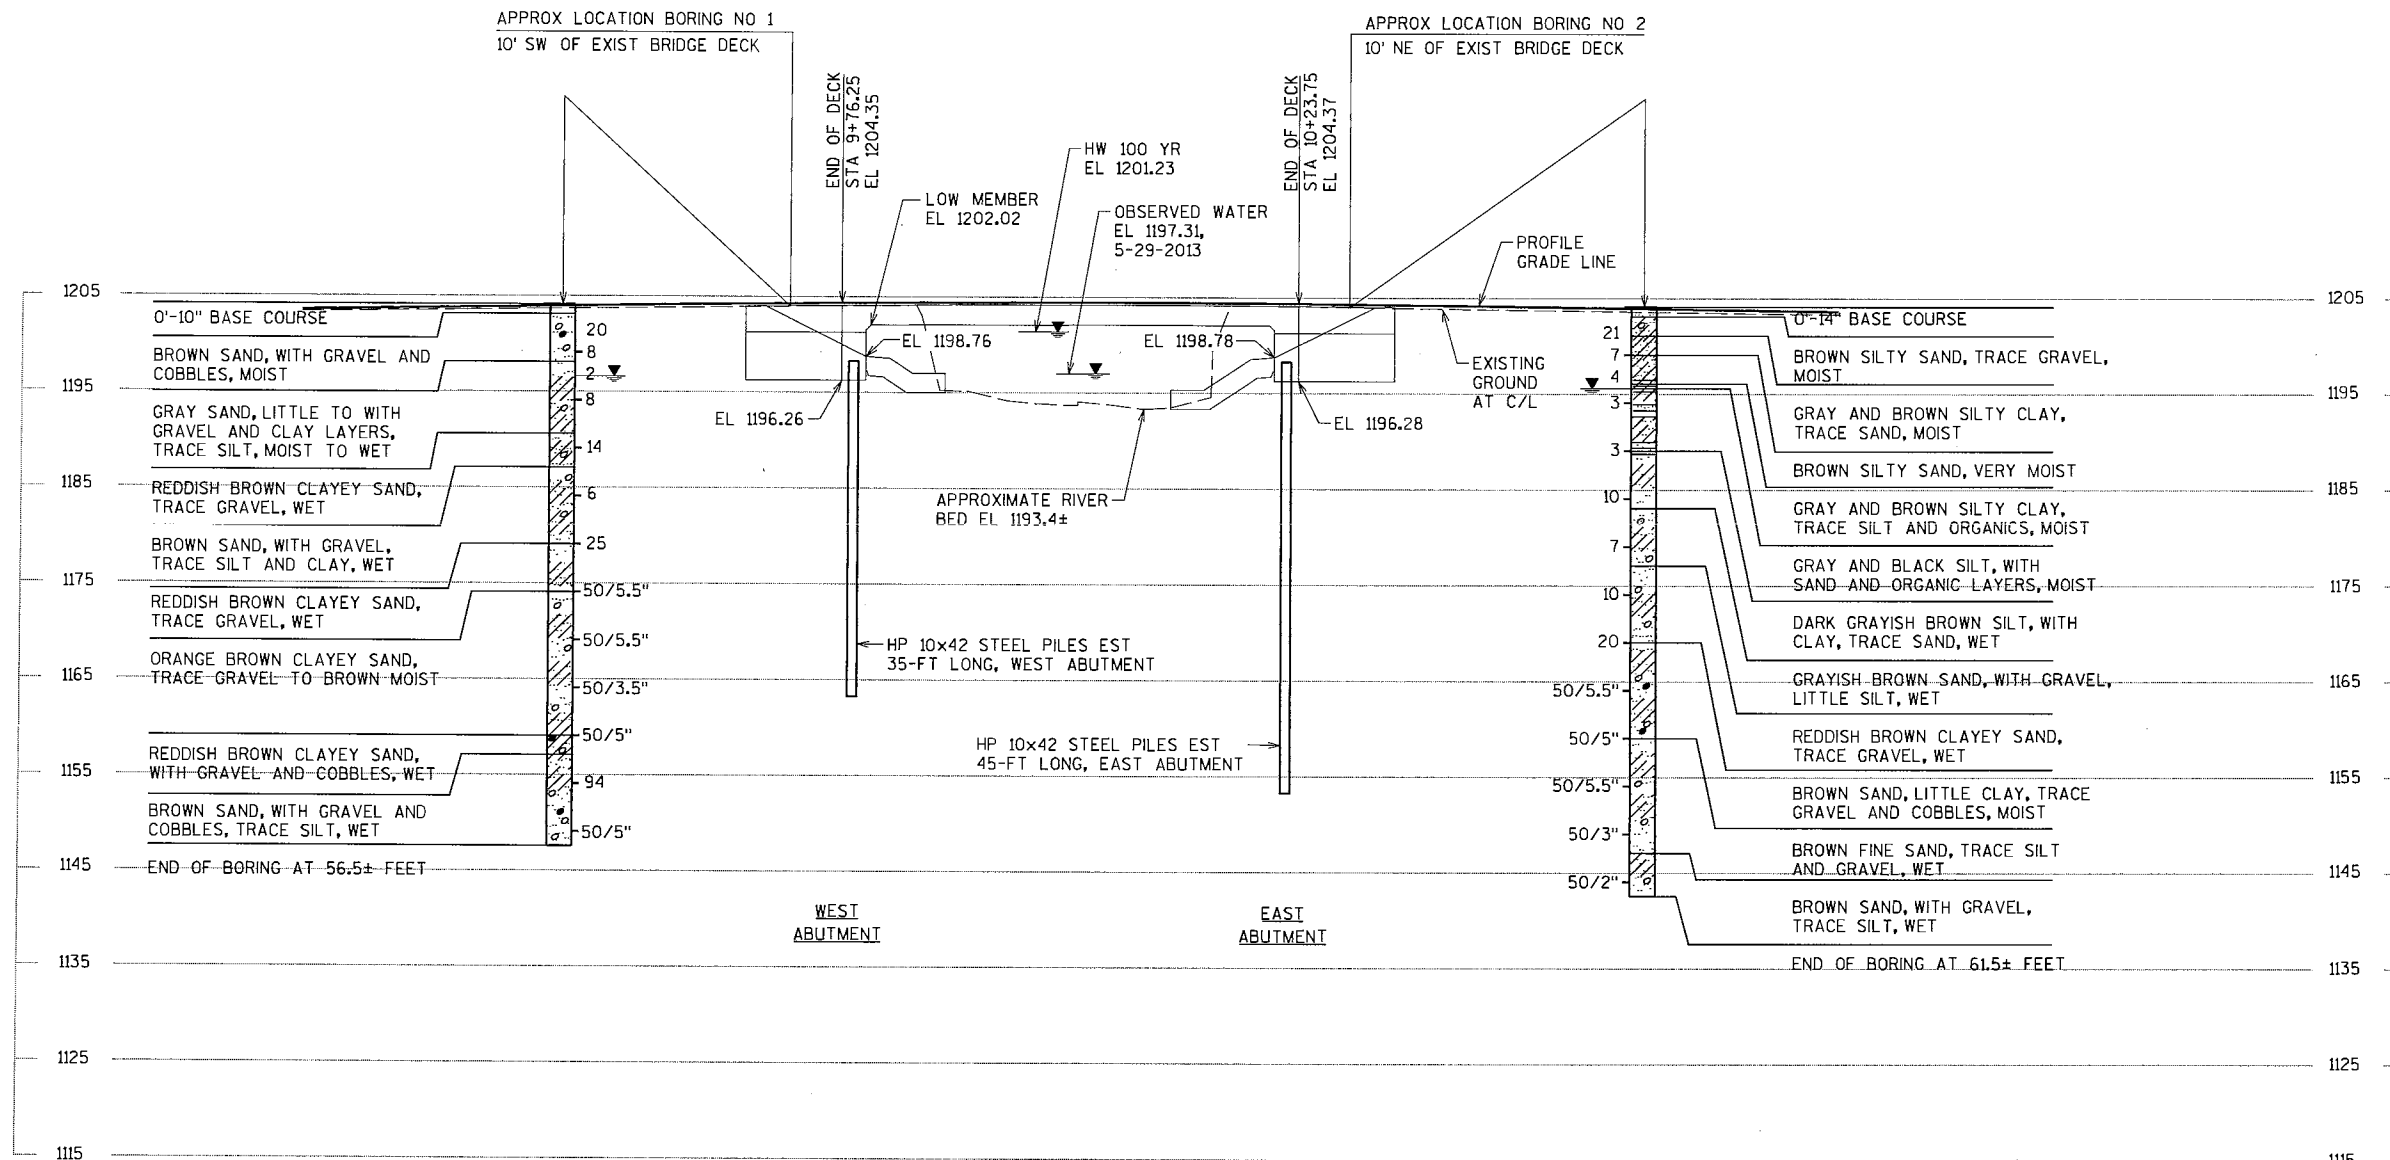 APPROX LOCATION BORING NO 1
10' SW OF EXIST BRIDGE DECK
APPROX LOCATION BORING NO 2
10' NE OF EXIST BRIDGE DECK
END OF DECK
STA 9+76.25
EL 1204.35
END OF DECK
STA 10+23.75
EL 1204.37
HW 100 YR
EL 1201.23
LOW MEMBER
EL 1202.02
OBSERVED WATER
EL 1197.31,
5-29-2013
PROFILE
GRADE LINE
1205
1195
1185
1175
1165
1155
1145
1135
1125
1115
0'-10" BASE COURSE
BROWN SAND, WITH GRAVEL AND
COBBLES, MOIST
GRAY SAND, LITTLE TO WITH
GRAVEL AND CLAY LAYERS,
TRACE SILT, MOIST TO WET
REDDISH BROWN CLAYEY SAND,
TRACE GRAVEL, WET
BROWN SAND, WITH GRAVEL,
TRACE SILT AND CLAY, WET
REDDISH BROWN CLAYEY SAND,
TRACE GRAVEL, WET
ORANGE BROWN CLAYEY SAND,
TRACE GRAVEL TO BROWN MOIST
REDDISH BROWN CLAYEY SAND,
WITH GRAVEL AND COBBLES, WET
BROWN SAND, WITH GRAVEL AND
COBBLES, TRACE SILT, WET
END OF BORING AT 56.5± FEET
20
8
2
8
14
6
25
50/5.5"
50/5.5"
50/3.5"
50/5"
94
50/5"
EL 1198.76
EL 1198.78
EL 1196.26
EL 1196.28
EXISTING
GROUND
AT C/L
APPROXIMATE RIVER
BED EL 1193.4±
HP 10x42 STEEL PILES EST
35-FT LONG, WEST ABUTMENT
HP 10x42 STEEL PILES EST
45-FT LONG, EAST ABUTMENT
WEST
ABUTMENT
EAST
ABUTMENT
21
7
4
3
3
10
7
10
20
50/5.5"
50/5"
50/5.5"
50/3"
50/2"
0'-14" BASE COURSE
BROWN SILTY SAND, TRACE GRAVEL,
MOIST
GRAY AND BROWN SILTY CLAY,
TRACE SAND, MOIST
BROWN SILTY SAND, VERY MOIST
GRAY AND BROWN SILTY CLAY,
TRACE SILT AND ORGANICS, MOIST
GRAY AND BLACK SILT, WITH
SAND AND ORGANIC LAYERS, MOIST
DARK GRAYISH BROWN SILT, WITH
CLAY, TRACE SAND, WET
GRAYISH BROWN SAND, WITH GRAVEL,
LITTLE SILT, WET
REDDISH BROWN CLAYEY SAND,
TRACE GRAVEL, WET
BROWN SAND, LITTLE CLAY, TRACE
GRAVEL AND COBBLES, MOIST
BROWN FINE SAND, TRACE SILT
AND GRAVEL, WET
BROWN SAND, WITH GRAVEL,
TRACE SILT, WET
END OF BORING AT 61.5± FEET
1205
1195
1185
1175
1165
1155
1145
1135
1125
1115